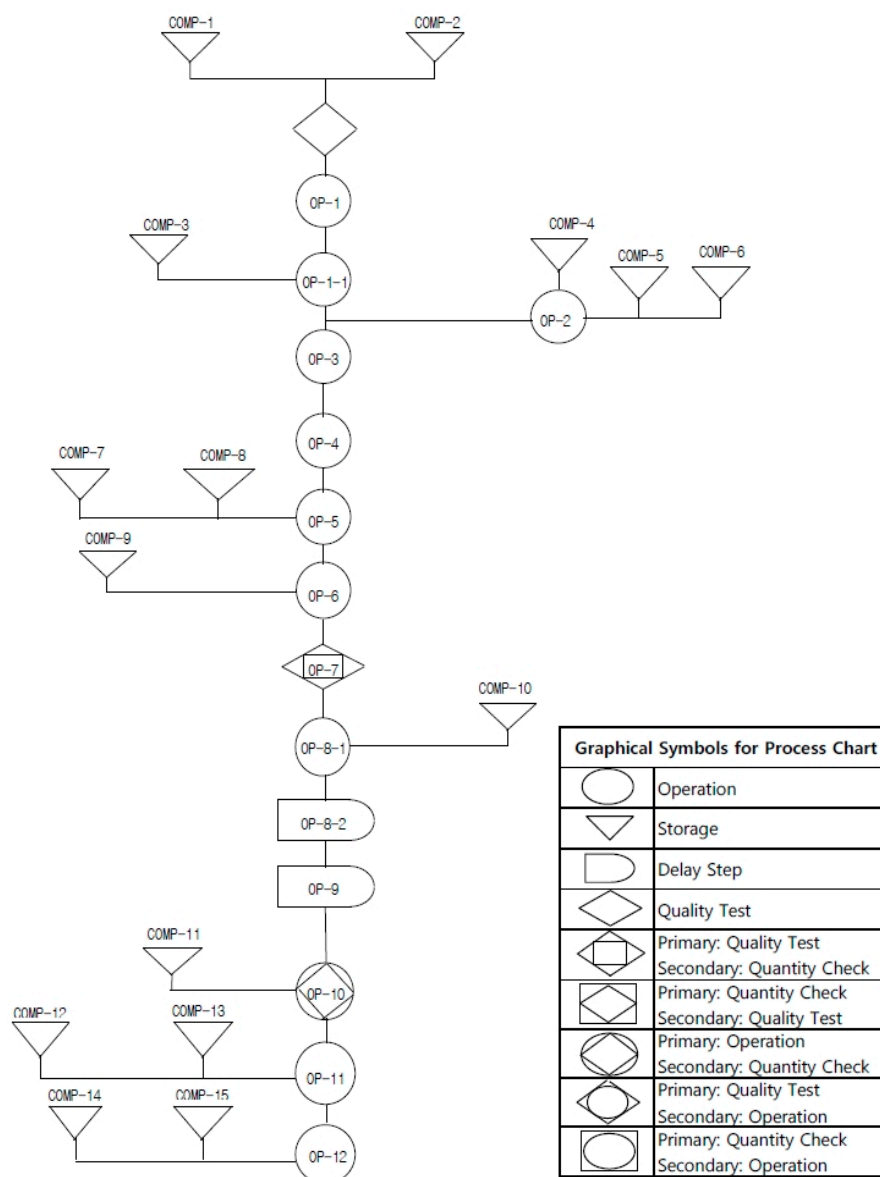 COMP-1
COMP-2
OP-1
COMP-3
COMP-4
COMP-5
COMP-6
OP-1-1
OP-2
OP-3
OP-4
COMP-7
COMP-8
OP-5
COMP-9
OP-6
OP-7
COMP-10
OP-8-1
OP-8-2
OP-9
COMP-11
OP-10
COMP-12
COMP-13
OP-11
COMP-14
COMP-15
OP-12
Graphical Symbols for Process Chart
Operation
Storage
Delay Step
Quality Test
Primary: Quality Test
Secondary: Quantity Check
Primary: Quantity Check
Secondary: Quality Test
Primary: Operation
Secondary: Quantity Check
Primary: Quality Test
Secondary: Operation
Primary: Quantity Check
Secondary: Operation